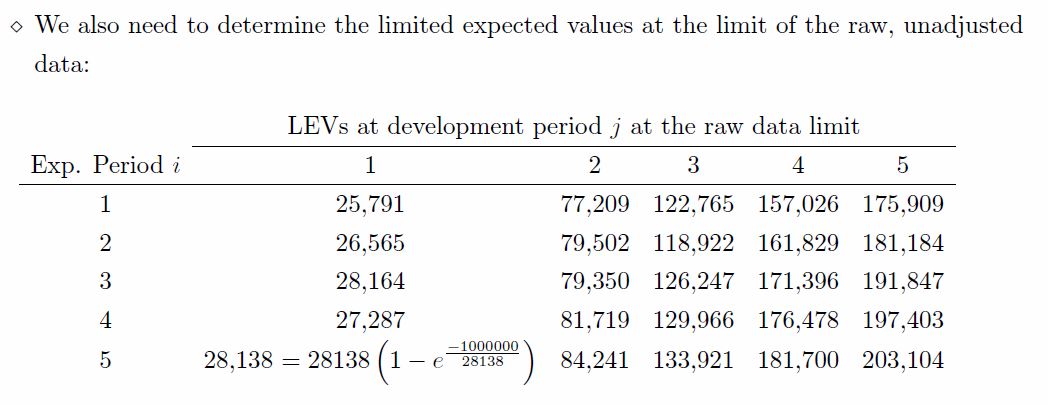 ⋄ We also need to determine the limited expected values at the limit of the raw, unadjusted
data:
LEVs at development period j at the raw data limit
Exp. Period i 1 2 3 4 5
1 25,791 77,209 122,765 157,026 175,909
2 26,565 79,502 118,922 161,829 181,184
3 28,164 79,350 126,247 171,396 191,847
4 27,287 81,719 129,966 176,478 197,403
5 28,138 = 28138 (1 − e^(−1000000/28138)) 84,241 133,921 181,700 203,104